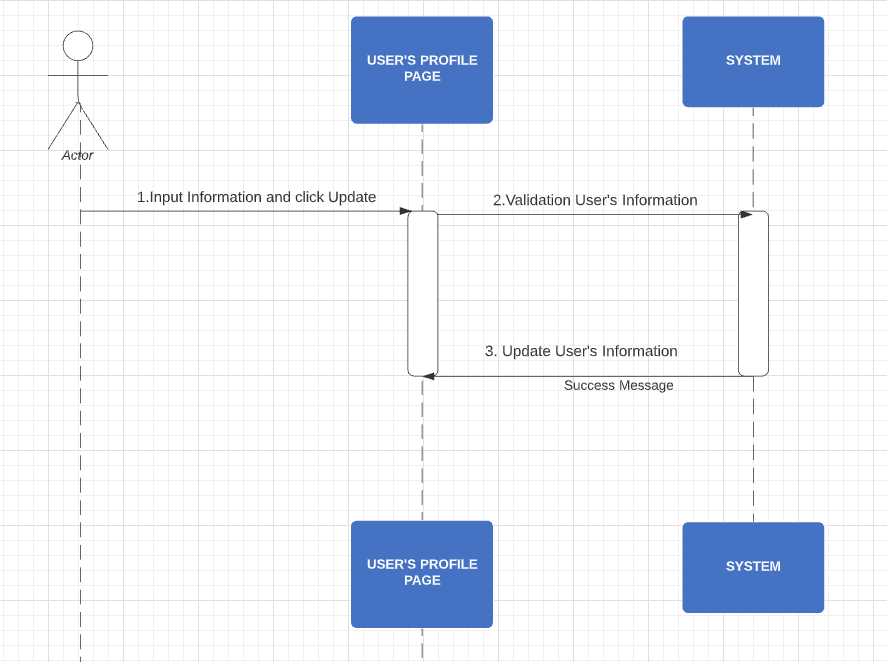 USER'S PROFILE
PAGE
SYSTEM
Actor
1.Input Information and click Update
2.Validation User's Information
3. Update User's Information
Success Message
USER'S PROFILE
PAGE
SYSTEM